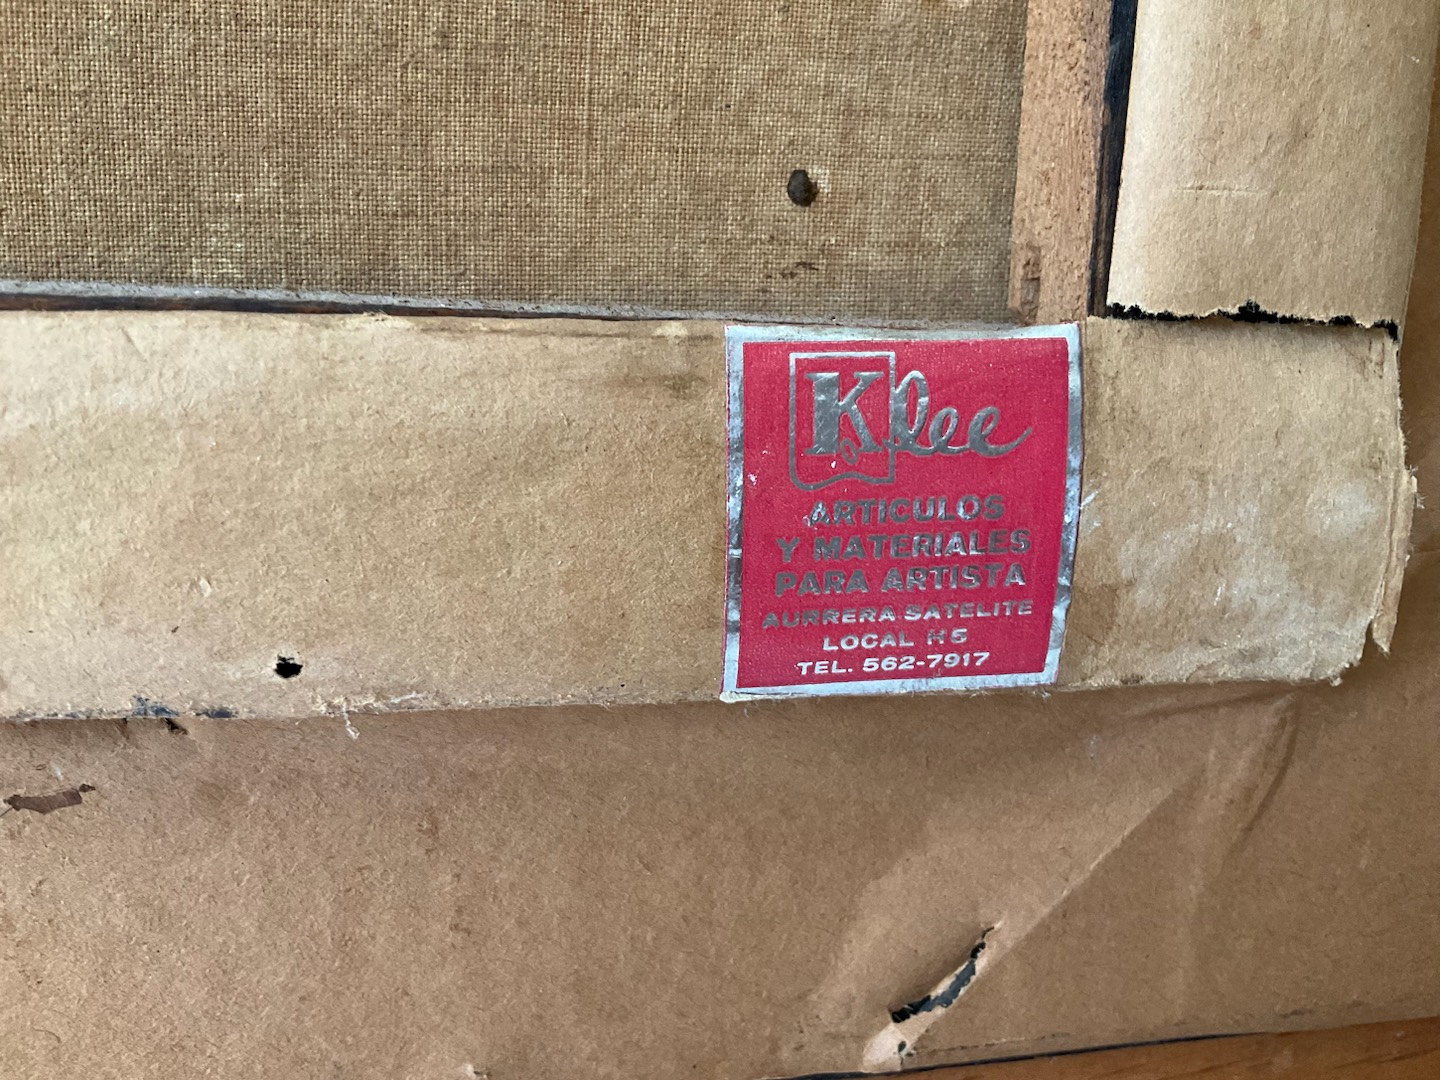 Klee
ARTICULOS
Y MATERIALES
PARA ARTISTA
AURRERA SATELITE
LOCAL H5
TEL. 562-7917